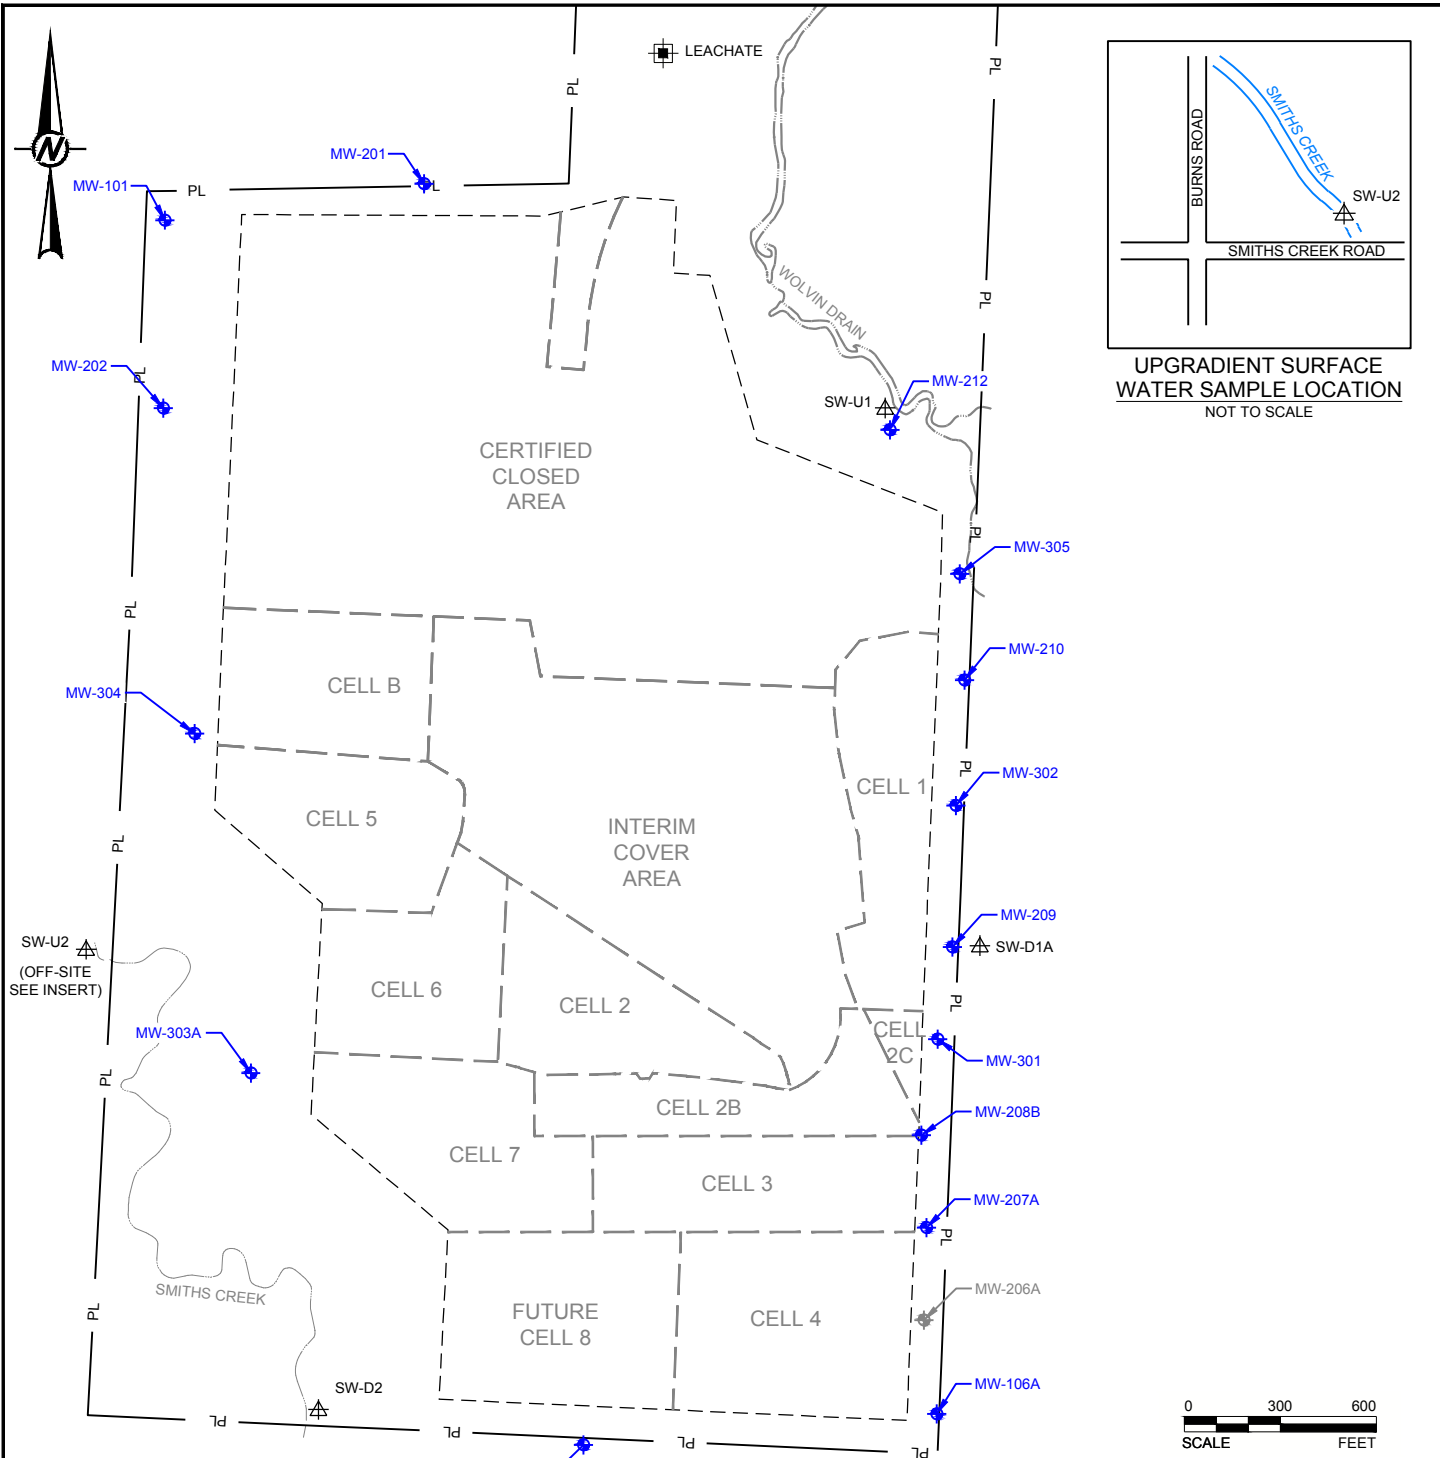 LEACHATE
PL
PL
N
MW-201
MW-101
PL
L
BURNS ROAD
SMITHS CREEK
SW-U2
SMITHS CREEK ROAD
UPGRADIENT SURFACE
WATER SAMPLE LOCATION
NOT TO SCALE
WOLVIN DRAIN
PL
MW-202
PL
MW-212
SW-U1
CERTIFIED
CLOSED
AREA
PL
MW-305
PL
MW-210
CELL B
MW-304
PL
MW-302
CELL 1
CELL 5
INTERIM
COVER
AREA
PL
MW-209
SW-U2
SW-D1A
(OFF-SITE
SEE INSERT)
CELL 6
CELL 2
PL
MW-303A
CELL
2C
MW-301
PL
CELL 2B
MW-208B
CELL 7
CELL 3
MW-207A
PL
SMITHS CREEK
MW-206A
PL
FUTURE
CELL 8
CELL 4
SW-D2
MW-106A
PL
PL
PL
PL
0 300 600
SCALE FEET